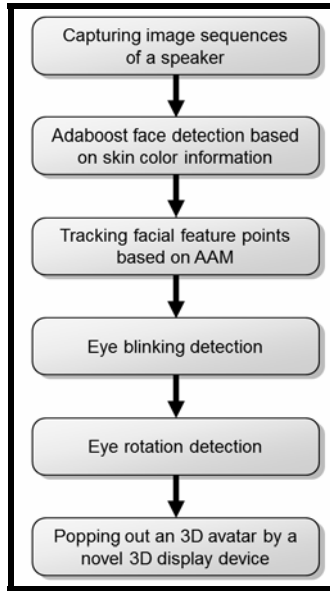 Capturing image sequences
of a speaker
Adaboost face detection based
on skin color information
Tracking facial feature points
based on AAM
Eye blinking detection
Eye rotation detection
Popping out an 3D avatar by a
novel 3D display device